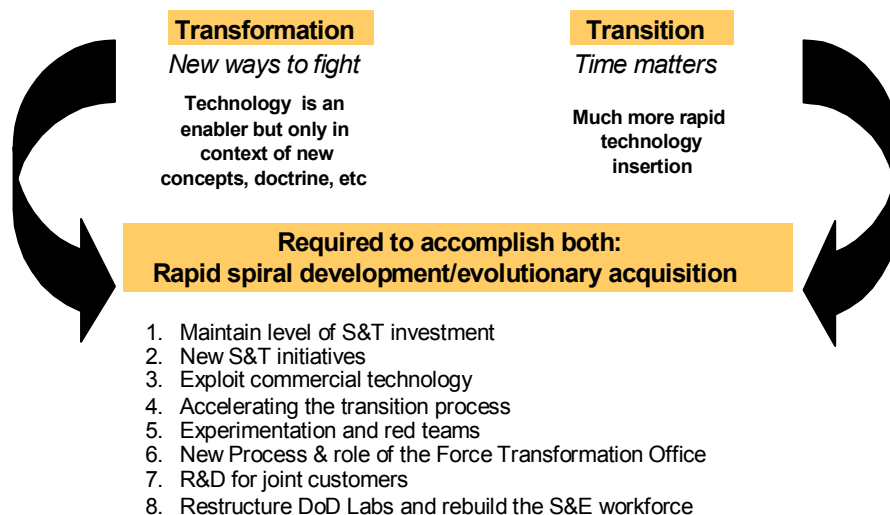 Transformation
New ways to fight
Technology is an
enabler but only in
context of new
concepts, doctrine, etc
Transition
Time matters
Much more rapid
technology
insertion
Required to accomplish both:
Rapid spiral development/evolutionary acquisition
1. Maintain level of S&T investment
2. New S&T initiatives
3. Exploit commercial technology
4. Accelerating the transition process
5. Experimentation and red teams
6. New Process & role of the Force Transformation Office
7. R&D for joint customers
8. Restructure DoD Labs and rebuild the S&E workforce